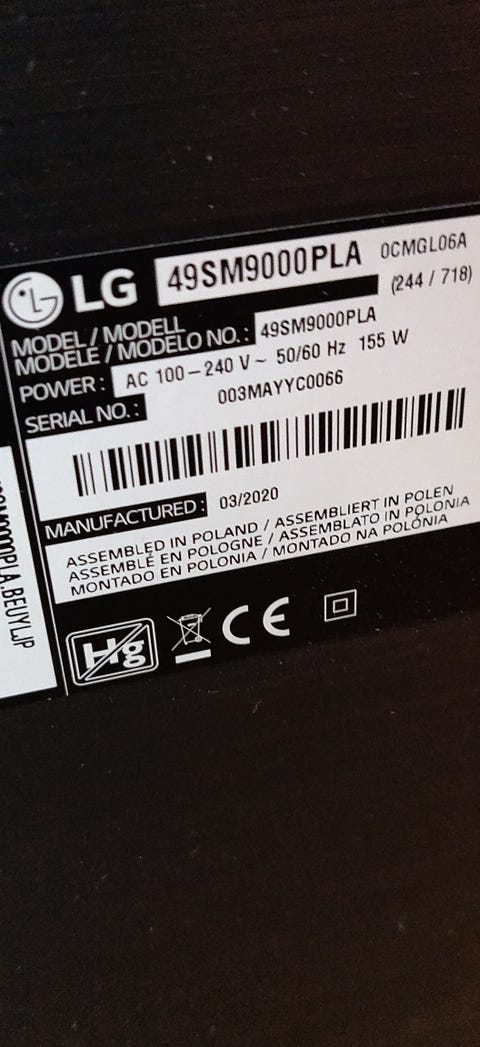 LG 49SM9000PLA 0CMGL06A
(244 / 718)
MODEL / MODELL
MODÈLE / MODELO NO. : 49SM9000PLA
POWER : AC 100-240 V~ 50/60 Hz 155 W
SERIAL NO. : 003MAYYC0066
MANUFACTURED : 03/2020
ASSEMBLED IN POLAND / ASSEMBLIERT IN POLEN
ASSEMBLÉ EN POLOGNE / ASSEMBLATO IN POLONIA
MONTADO EN POLONIA / MONTADO NA POLÓNIA
Hg CE
PLA.BEUYLJP